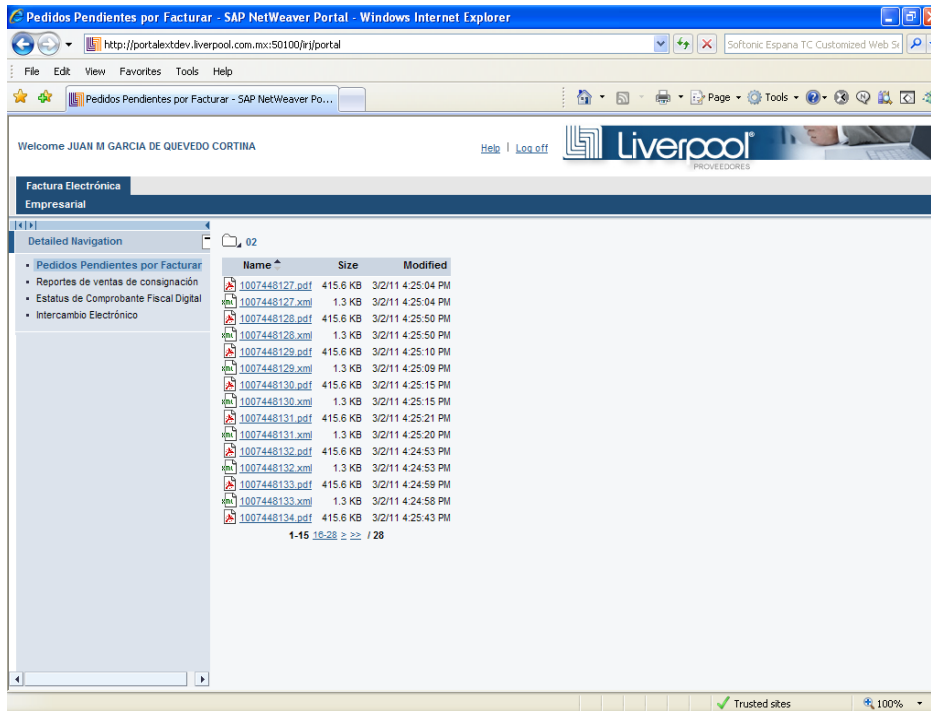 Pedidos Pendientes por Facturar - SAP NetWeaver Portal - Windows Internet Explorer
http://portalextdev.liverpool.com.mx:50100/irj/portal
Softonic Espana TC Customized Web Se
File Edit View Favorites Tools Help
Pedidos Pendientes por Facturar - SAP NetWeaver Po...
Page Tools
Welcome JUAN M GARCIA DE QUEVEDO CORTINA
Help | Log off
Liverpool
PROVEEDORES
Factura Electrónica
Empresarial
Detailed Navigation
Pedidos Pendientes por Facturar
Reportes de ventas de consignación
Estatus de Comprobante Fiscal Digital
Intercambio Electrónico
02
Name Size Modified
1007448127.pdf 415.6 KB 3/2/11 4:25:04 PM
1007448127.xml 1.3 KB 3/2/11 4:25:04 PM
1007448128.pdf 415.6 KB 3/2/11 4:25:50 PM
1007448128.xml 1.3 KB 3/2/11 4:25:50 PM
1007448129.pdf 415.6 KB 3/2/11 4:25:10 PM
1007448129.xml 1.3 KB 3/2/11 4:25:09 PM
1007448130.pdf 415.6 KB 3/2/11 4:25:15 PM
1007448130.xml 1.3 KB 3/2/11 4:25:15 PM
1007448131.pdf 415.6 KB 3/2/11 4:25:21 PM
1007448131.xml 1.3 KB 3/2/11 4:25:20 PM
1007448132.pdf 415.6 KB 3/2/11 4:24:53 PM
1007448132.xml 1.3 KB 3/2/11 4:24:53 PM
1007448133.pdf 415.6 KB 3/2/11 4:24:59 PM
1007448133.xml 1.3 KB 3/2/11 4:24:58 PM
1007448134.pdf 415.6 KB 3/2/11 4:25:43 PM
1-15 16-28 > >> / 28
Trusted sites
100%